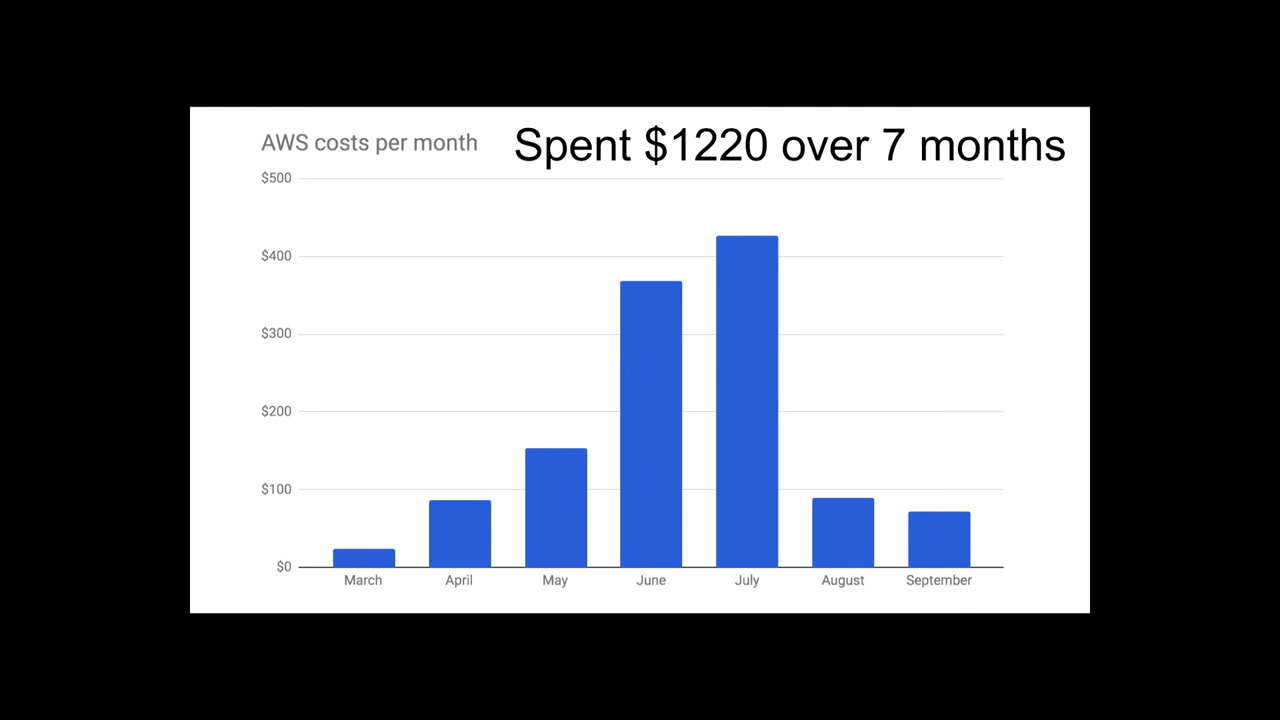 AWS costs per month
Spent $1220 over 7 months
$500
$400
$300
$200
$100
$0
March
April
May
June
July
August
September